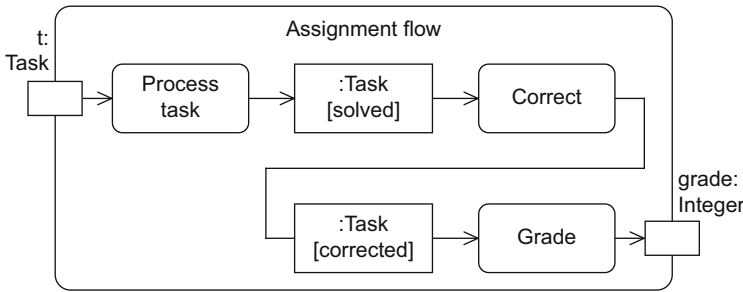 Assignment flow
t:
Task
Process
task
:Task
[solved]
Correct
:Task
[corrected]
Grade
grade:
Integer